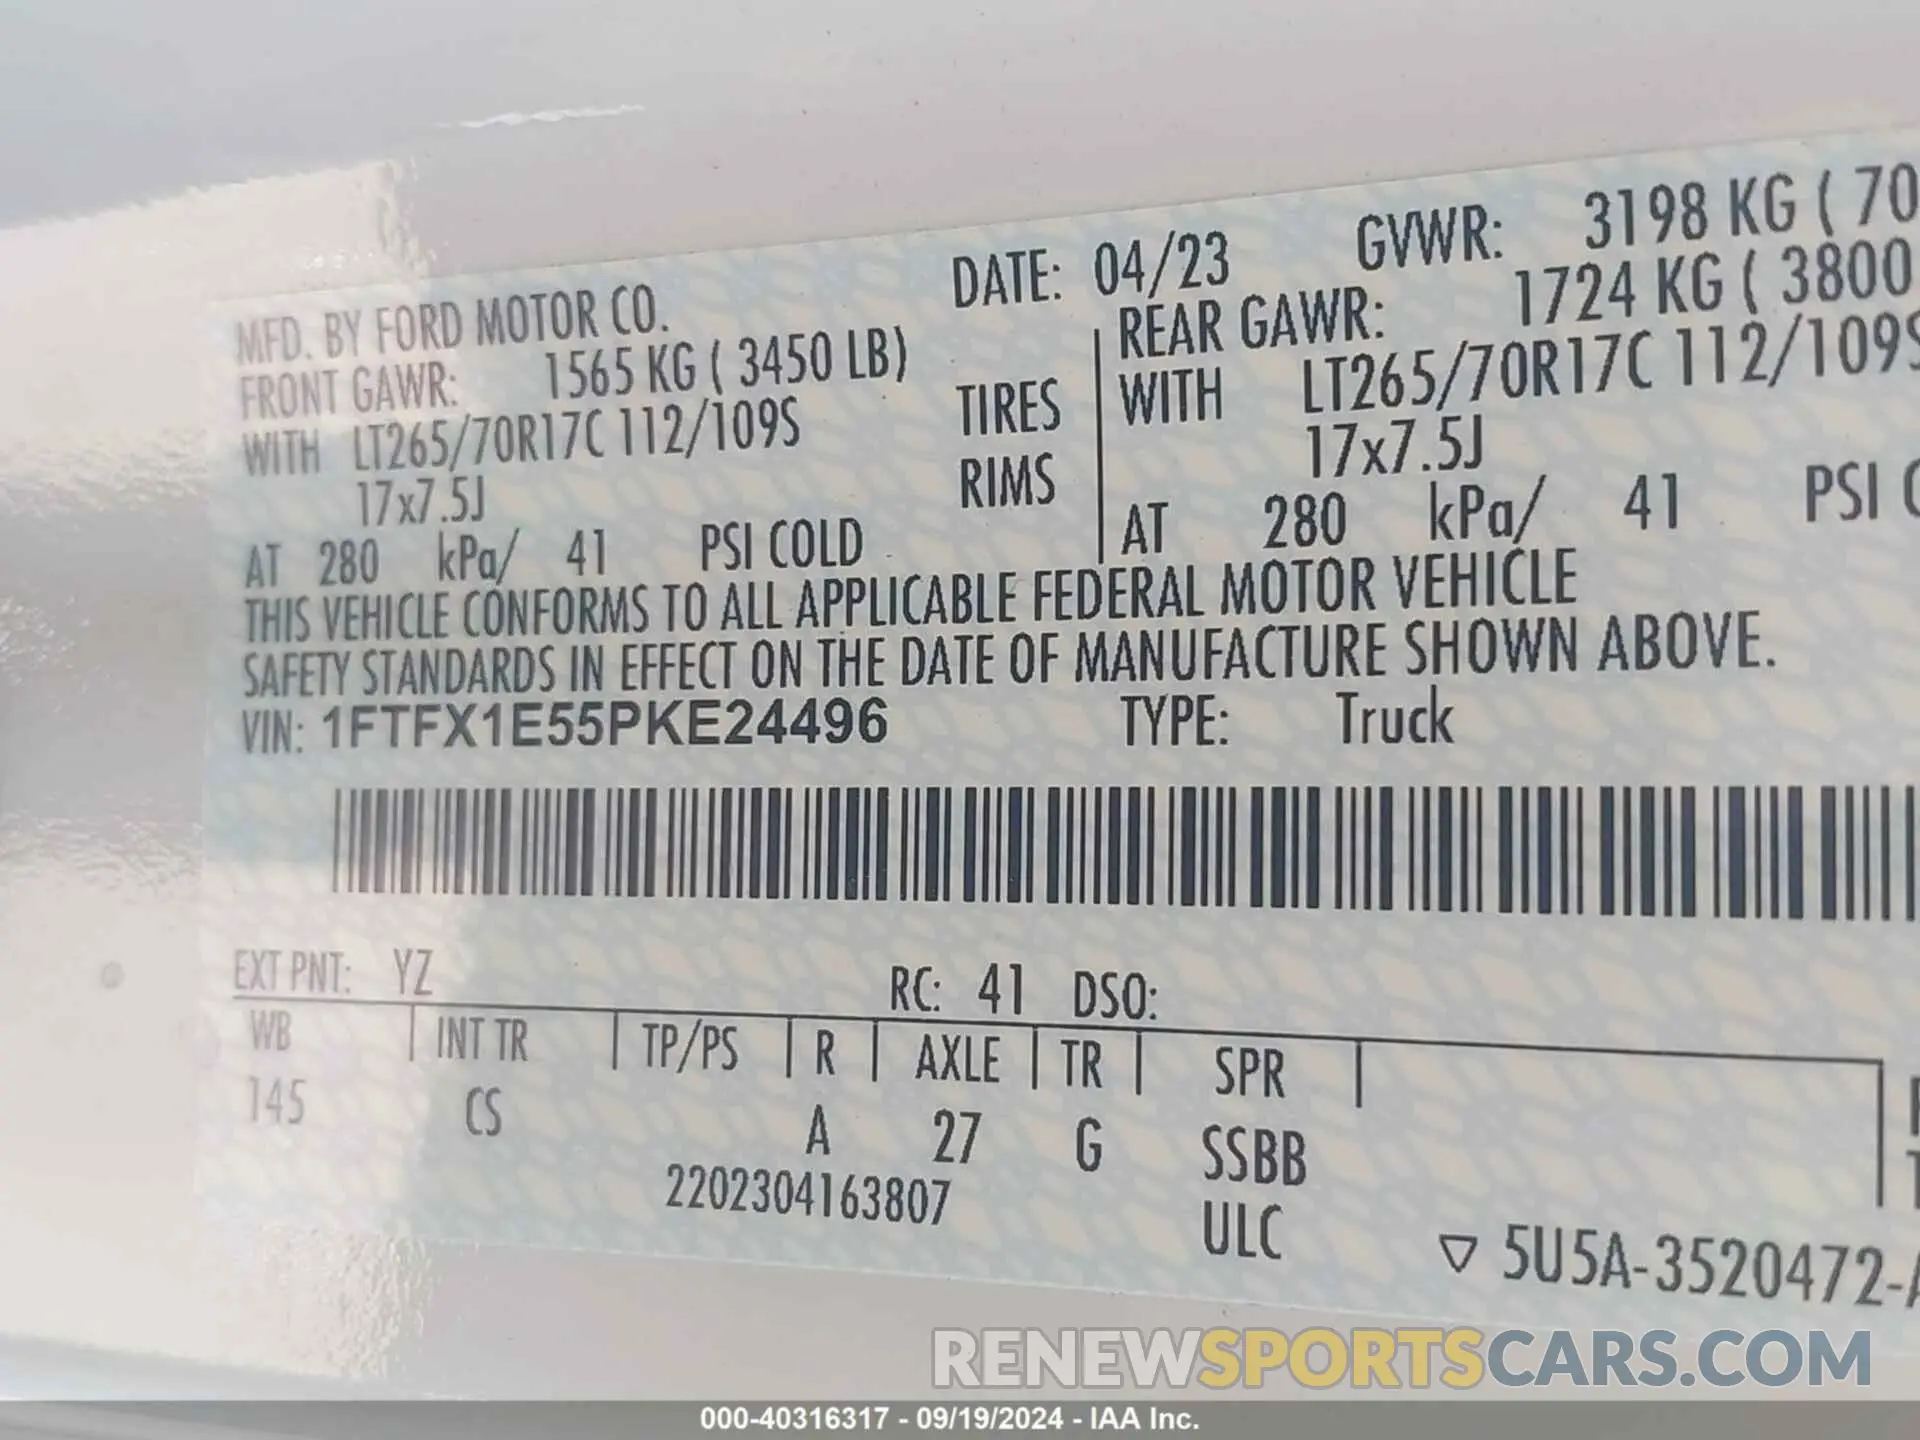 MFD. BY FORD MOTOR CO. DATE: 04/23 GVWR: 3198 KG ( 70
FRONT GAWR: 1565 KG ( 3450 LB) REAR GAWR: 1724 KG ( 3800
WITH LT265/70R17C 112/109S TIRES WITH LT265/70R17C 112/109S
17x7.5J RIMS 17x7.5J
AT 280 kPa/ 41 PSI COLD AT 280 kPa/ 41 PSI
THIS VEHICLE CONFORMS TO ALL APPLICABLE FEDERAL MOTOR VEHICLE
SAFETY STANDARDS IN EFFECT ON THE DATE OF MANUFACTURE SHOWN ABOVE.
VIN: 1FTFX1E55PKE24496 TYPE: Truck
EXT PNT: YZ RC: 41 DSO:
WB INT TR TP/PS R AXLE TR SPR
145 CS A 27 G SSBB
2202304163807 ULC
5U5A-3520472-A
RENEWSPORTSCARS.COM
000-40316317 - 09/19/2024 - IAA Inc.